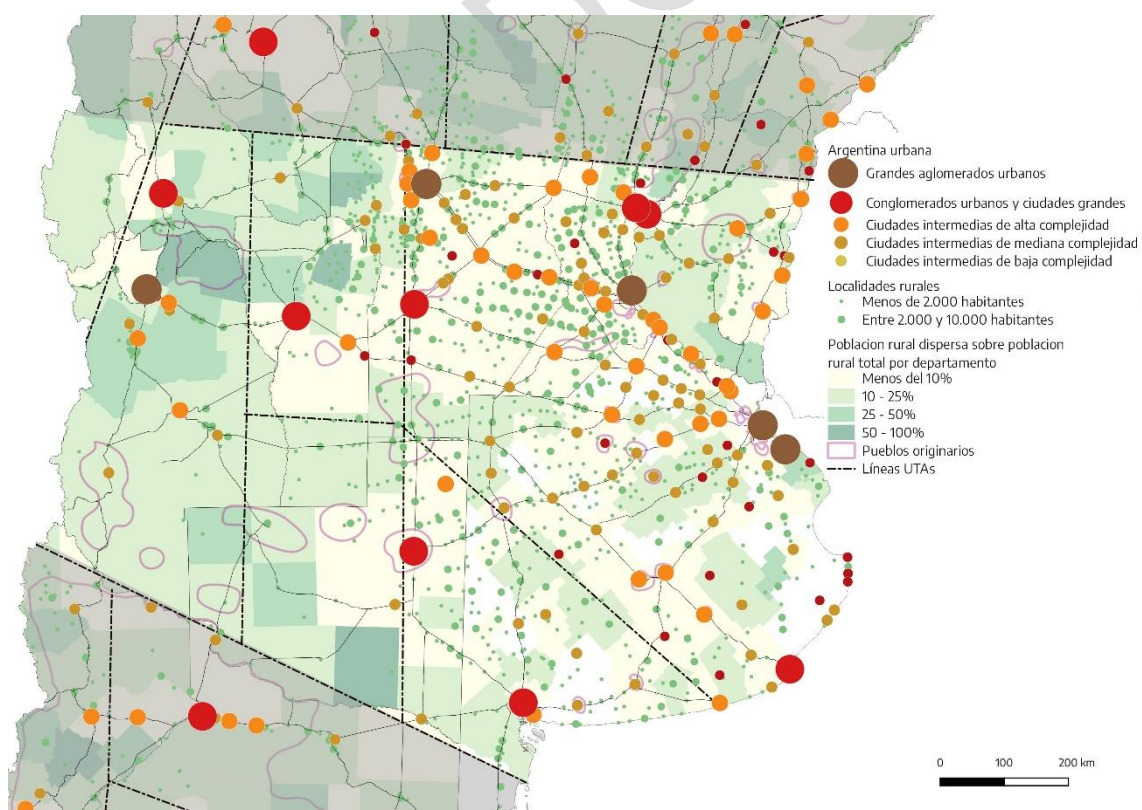 Argentina urbana
Grandes aglomerados urbanos
Conglomerados urbanos y ciudades grandes
Ciudades intermedias de alta complejidad
Ciudades intermedias de mediana complejidad
Ciudades intermedias de baja complejidad
Localidades rurales
Menos de 2.000 habitantes
Entre 2.000 y 10.000 habitantes
Poblacion rural dispersa sobre poblacion
rural total por departamento
Menos del 10%
10 - 25%
25 - 50%
50 - 100%
Pueblos originarios
Líneas UTAs
0 100 200 km